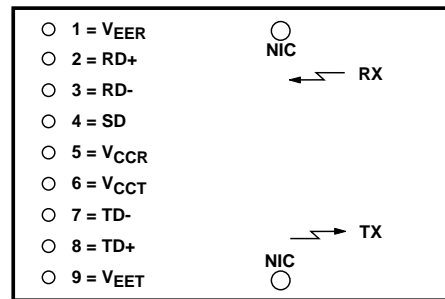 1 = VEER
NIC
2 = RD+
RX
3 = RD-
4 = SD
5 = VCCR
6 = VCCT
7 = TD-
TX
8 = TD+
NIC
9 = VEET